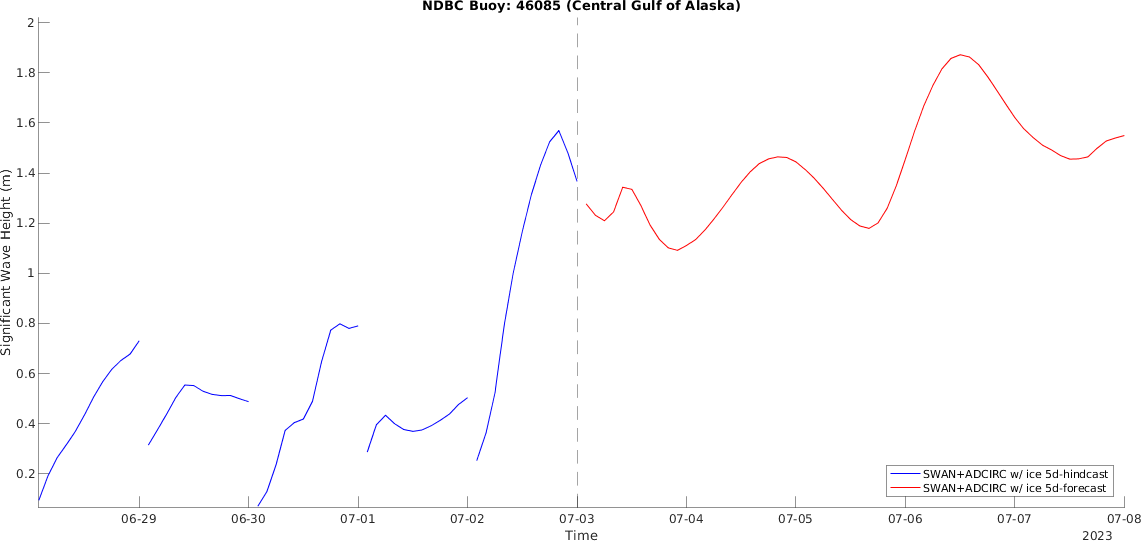 NDBC Buoy: 46085 (Central Gulf of Alaska)
Significant Wave Height (m)
2
1.8
1.6
1.4
1.2
1
0.8
0.6
0.4
0.2
SWAN+ADCIRC w/ ice 5d-hindcast
SWAN+ADCIRC w/ ice 5d-forecast
06-29 06-30 07-01 07-02 07-03 07-04 07-05 07-06 07-07 07-08
Time
2023